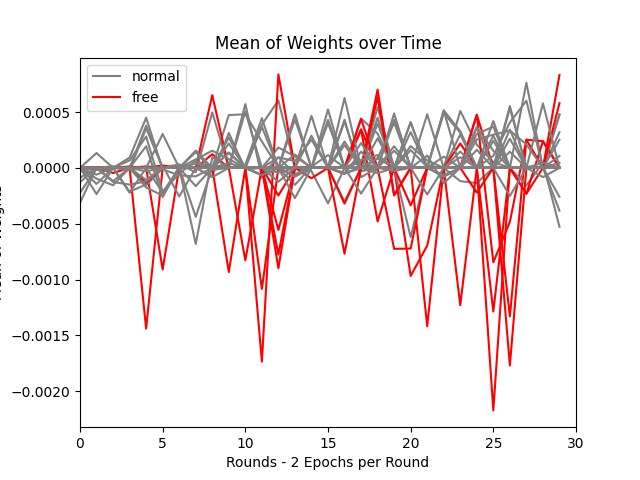 Mean of Weights over Time
normal
free
0.0005
0.0000
−0.0005
−0.0010
−0.0015
−0.0020
0 5 10 15 20 25 30
Rounds - 2 Epochs per Round